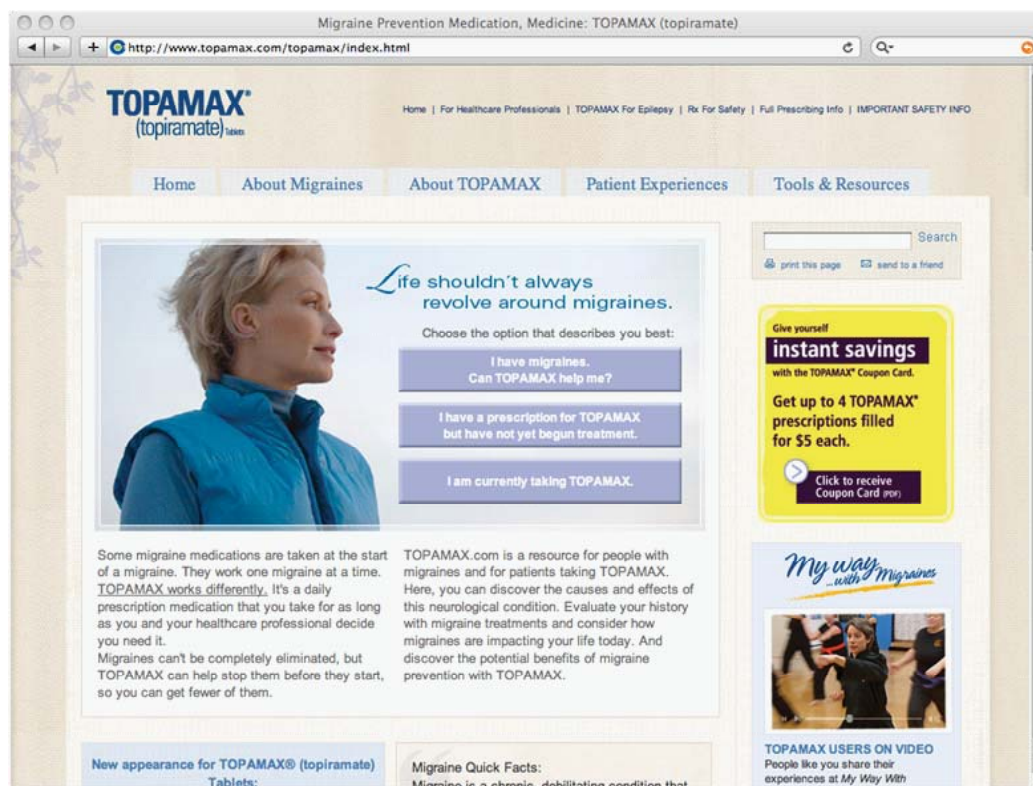 Migraine Prevention Medication, Medicine: TOPAMAX (topiramate)
http://www.topamax.com/topamax/index.html
TOPAMAX®
(topiramate) Tablets
Home | For Healthcare Professionals | TOPAMAX For Epilepsy | Rx For Safety | Full Prescribing Info | IMPORTANT SAFETY INFO
Home About Migraines About TOPAMAX Patient Experiences Tools & Resources
Life shouldn't always
revolve around migraines.
Choose the option that describes you best:
I have migraines.
Can TOPAMAX help me?
I have a prescription for TOPAMAX
but have not yet begun treatment.
I am currently taking TOPAMAX.
Some migraine medications are taken at the start
of a migraine. They work one migraine at a time.
TOPAMAX works differently. It's a daily
prescription medication that you take for as long
as you and your healthcare professional decide
you need it.
Migraines can't be completely eliminated, but
TOPAMAX can help stop them before they start,
so you can get fewer of them.
TOPAMAX.com is a resource for people with
migraines and for patients taking TOPAMAX.
Here, you can discover the causes and effects of
this neurological condition. Evaluate your history
with migraine treatments and consider how
migraines are impacting your life today. And
discover the potential benefits of migraine
prevention with TOPAMAX.
Search
print this page send to a friend
Give yourself
instant savings
with the TOPAMAX® Coupon Card.
Get up to 4 TOPAMAX®
prescriptions filled
for $5 each.
Click to receive
Coupon Card (PDF)
My way
...with Migraines
TOPAMAX USERS ON VIDEO
People like you share their
experiences at My Way With
New appearance for TOPAMAX® (topiramate)
Tablets:
Migraine Quick Facts:
Migraine is a chronic, debilitating condition that